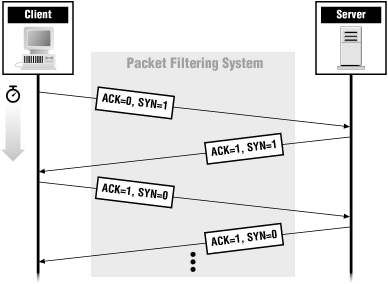 Client
Server
Packet Filtering System
ACK=0, SYN=1
ACK=1, SYN=1
ACK=1, SYN=0
ACK=1, SYN=0